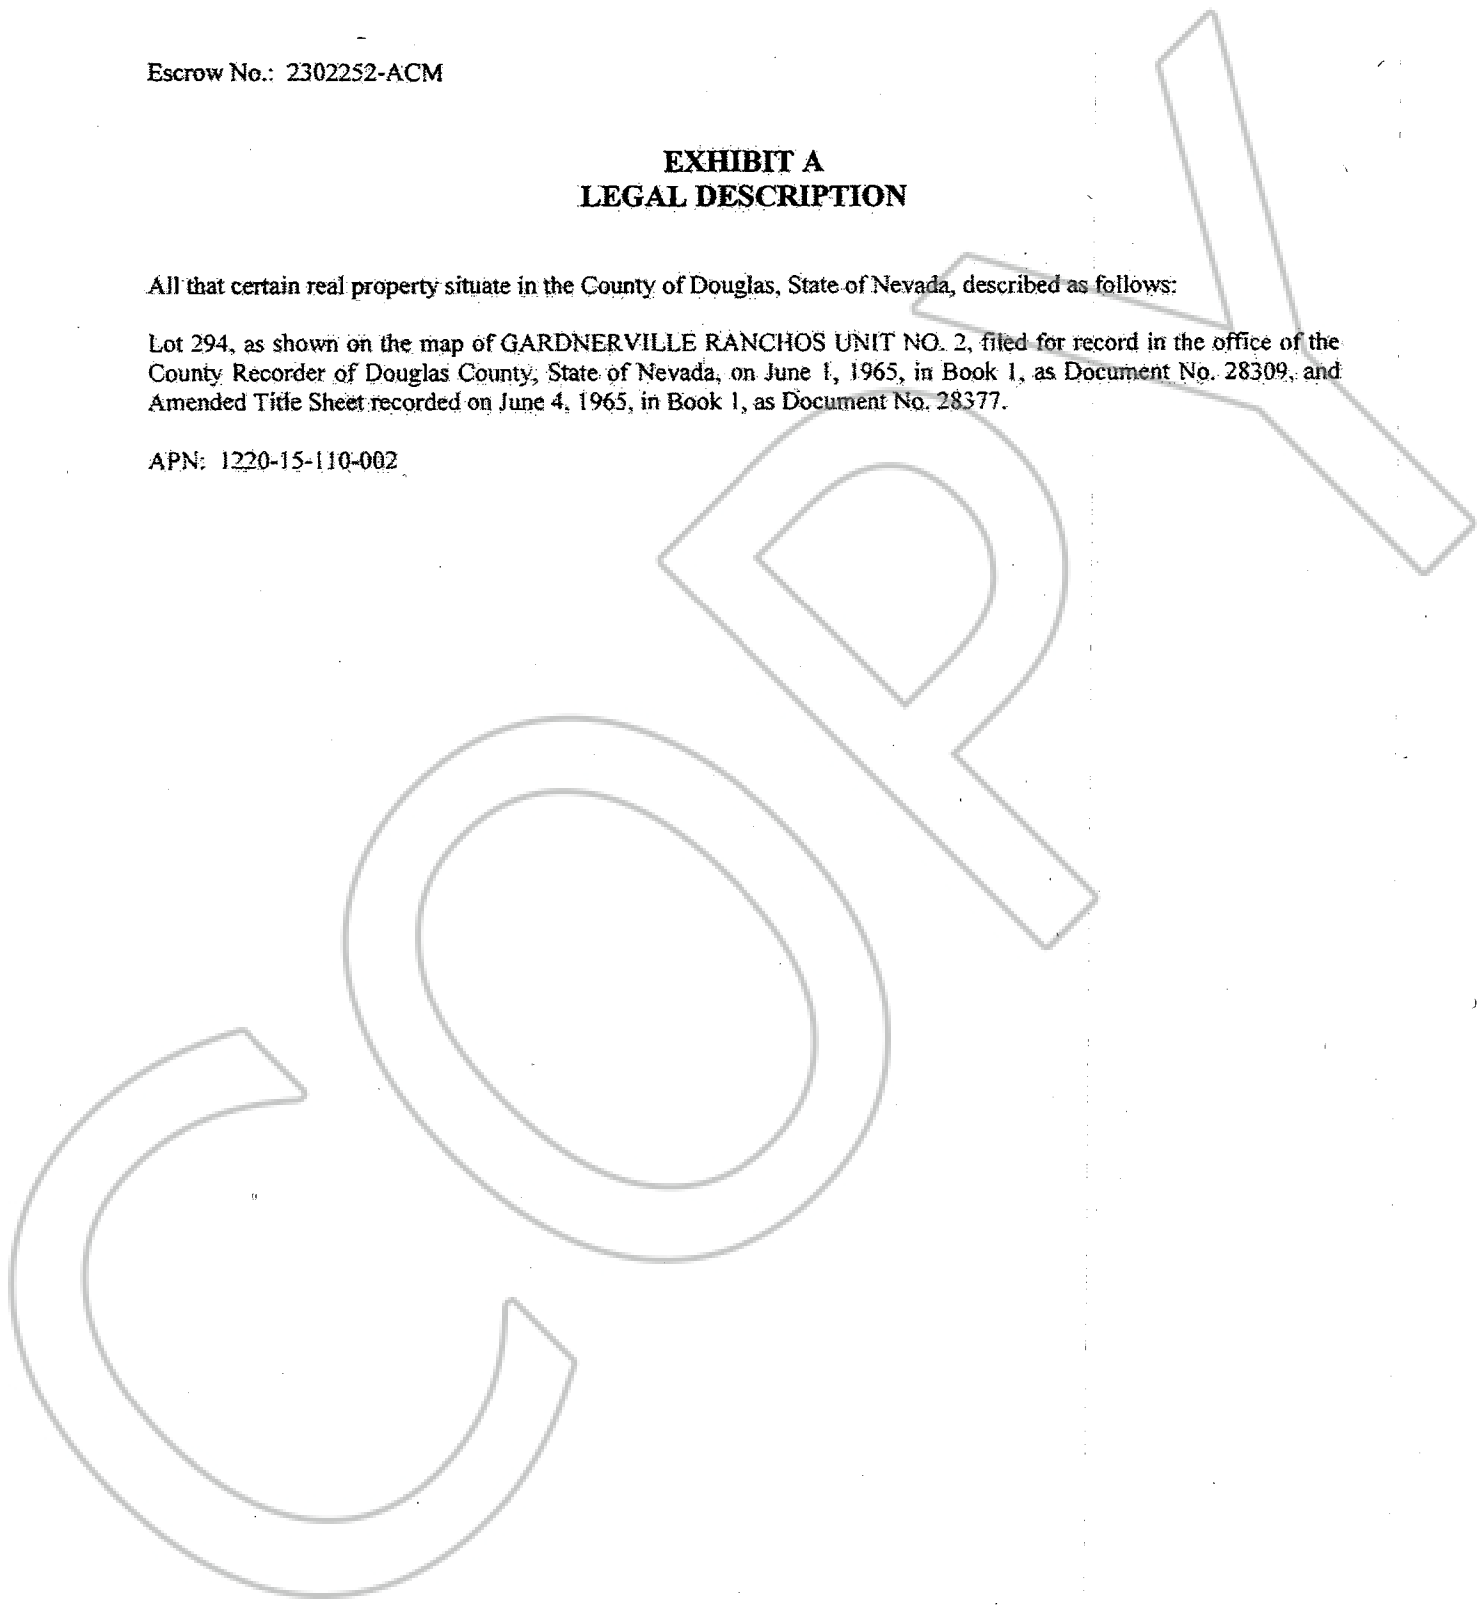 Escrow No.: 2302252-ACM
EXHIBIT A
LEGAL DESCRIPTION
All that certain real property situate in the County of Douglas, State of Nevada, described as follows:
Lot 294, as shown on the map of GARDNERVILLE RANCHOS UNIT NO. 2, filed for record in the office of the
County Recorder of Douglas County, State of Nevada, on June 1, 1965, in Book 1, as Document No. 28309, and
Amended Title Sheet recorded on June 4, 1965, in Book 1, as Document No. 28377.
APN: 1220-15-110-002
COPY